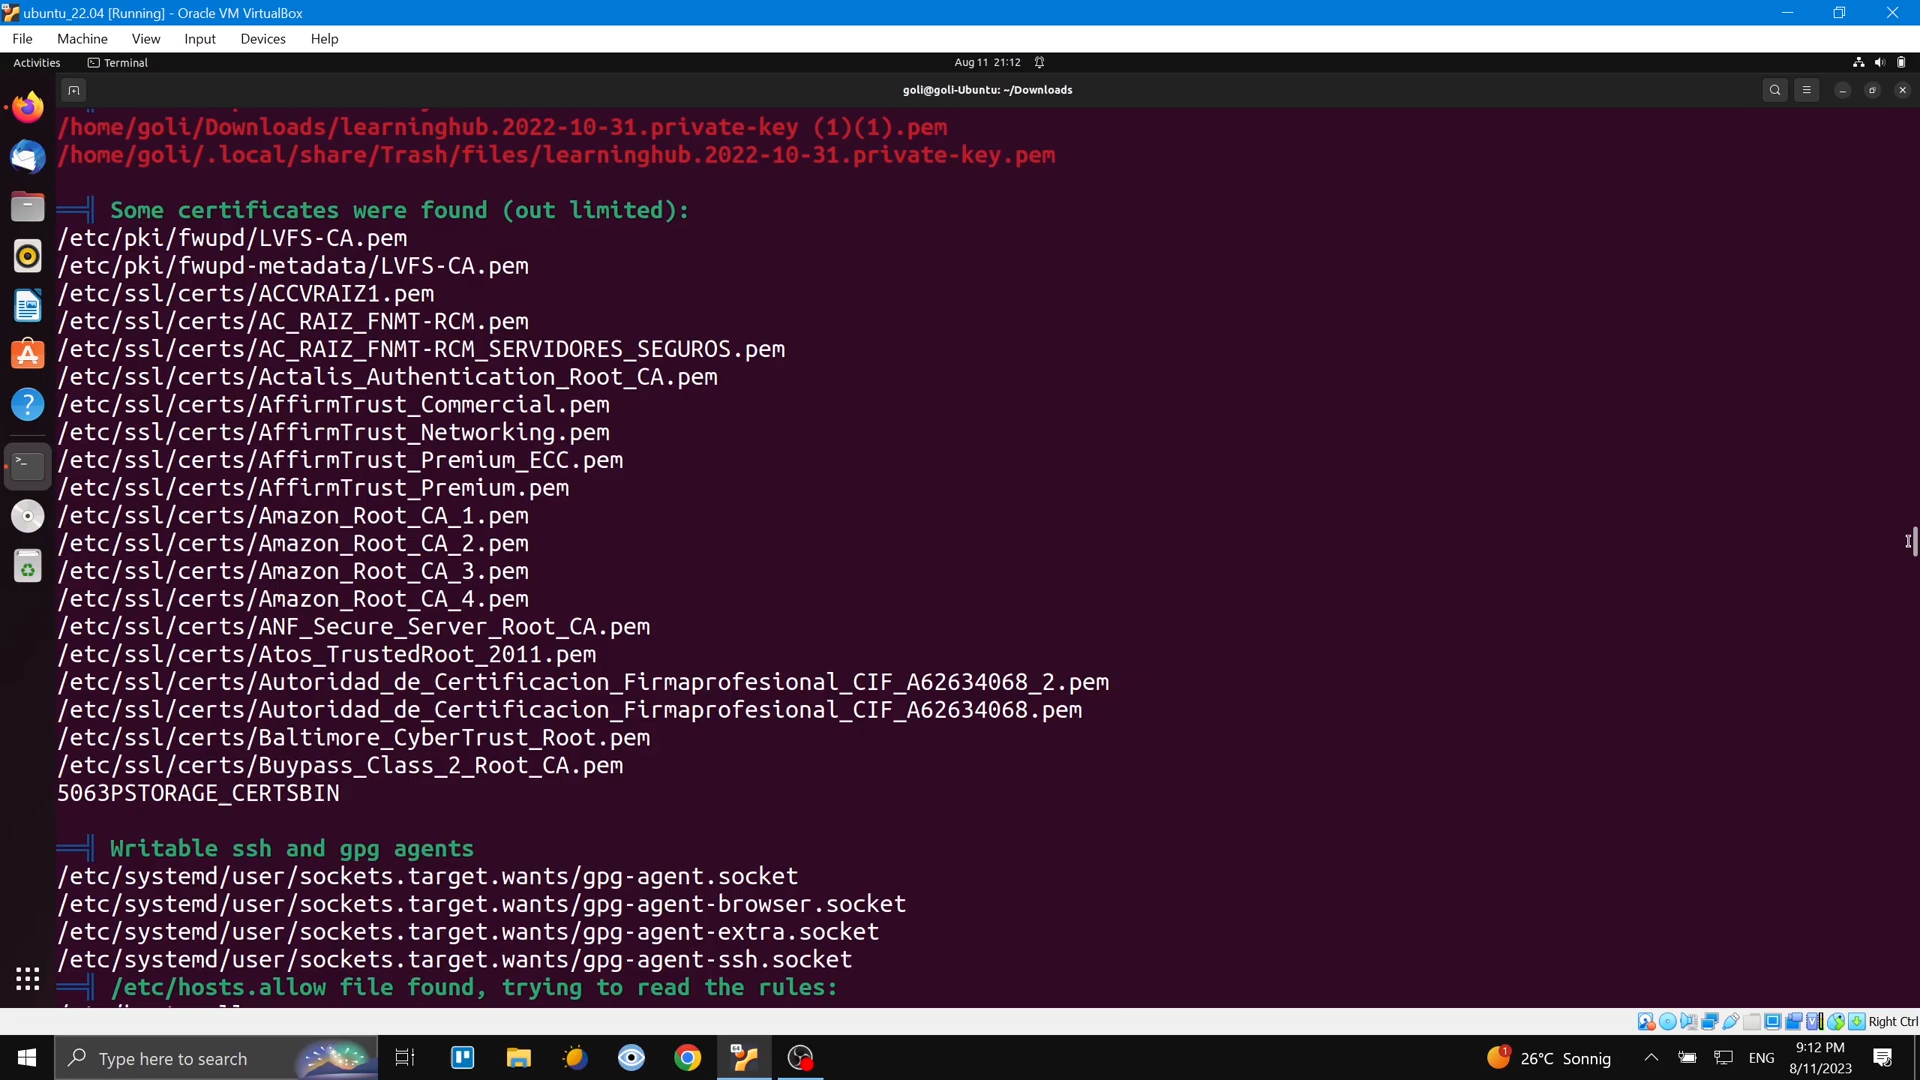 ubuntu_22.04 [Running] - Oracle VM VirtualBox
File Machine View Input Devices Help
Activities Terminal Aug 11 21:12
goli@goli-Ubuntu: ~/Downloads
/home/goli/Downloads/learninghub.2022-10-31.private-key (1)(1).pem
/home/goli/.local/share/Trash/files/learninghub.2022-10-31.private-key.pem
Some certificates were found (out limited):
/etc/pki/fwupd/LVFS-CA.pem
/etc/pki/fwupd-metadata/LVFS-CA.pem
/etc/ssl/certs/ACCVRAIZ1.pem
/etc/ssl/certs/AC_RAIZ_FNMT-RCM.pem
/etc/ssl/certs/AC_RAIZ_FNMT-RCM_SERVIDORES_SEGUROS.pem
/etc/ssl/certs/Actalis_Authentication_Root_CA.pem
/etc/ssl/certs/AffirmTrust_Commercial.pem
/etc/ssl/certs/AffirmTrust_Networking.pem
/etc/ssl/certs/AffirmTrust_Premium_ECC.pem
/etc/ssl/certs/AffirmTrust_Premium.pem
/etc/ssl/certs/Amazon_Root_CA_1.pem
/etc/ssl/certs/Amazon_Root_CA_2.pem
/etc/ssl/certs/Amazon_Root_CA_3.pem
/etc/ssl/certs/Amazon_Root_CA_4.pem
/etc/ssl/certs/ANF_Secure_Server_Root_CA.pem
/etc/ssl/certs/Atos_TrustedRoot_2011.pem
/etc/ssl/certs/Autoridad_de_Certificacion_Firmaprofesional_CIF_A62634068_2.pem
/etc/ssl/certs/Autoridad_de_Certificacion_Firmaprofesional_CIF_A62634068.pem
/etc/ssl/certs/Baltimore_CyberTrust_Root.pem
/etc/ssl/certs/Buypass_Class_2_Root_CA.pem
5063PSTORAGE_CERTSBIN
Writable ssh and gpg agents
/etc/systemd/user/sockets.target.wants/gpg-agent.socket
/etc/systemd/user/sockets.target.wants/gpg-agent-browser.socket
/etc/systemd/user/sockets.target.wants/gpg-agent-extra.socket
/etc/systemd/user/sockets.target.wants/gpg-agent-ssh.socket
/etc/hosts.allow file found, trying to read the rules:
Right Ctrl
Type here to search 26°C Sonnig ENG 9:12 PM
8/11/2023